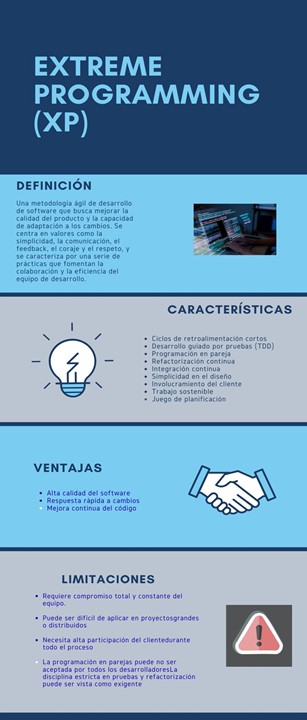 EXTREME
PROGRAMMING
(XP)
DEFINICIÓN
Una metodología ágil de desarrollo
de software que busca mejorar la
calidad del producto y la capacidad
de adaptación a los cambios. Se
centra en valores como la
simplicidad, la comunicación, el
feedback, el coraje y el respeto, y
se caracteriza por una serie de
prácticas que fomentan la
colaboración y la eficiencia del
equipo de desarrollo.
CARACTERÍSTICAS
• Ciclos de retroalimentación cortos
• Desarrollo guiado por pruebas (TDD)
• Programación en pareja
• Refactorización continua
• Integración continua
• Simplicidad en el diseño
• Involucramiento del cliente
• Trabajo sostenible
• Juego de planificación
VENTAJAS
• Alta calidad del software
• Respuesta rápida a cambios
• Mejora continua del código
LIMITACIONES
• Requiere compromiso total y constante del
equipo.
• Puede ser difícil de aplicar en proyectosgrandes
o distribuidos
• Necesita alta participación del clientedurante
todo el proceso
• La programación en parejas puede no ser
aceptada por todos los desarrolladoresLa
disciplina estricta en pruebas y refactorización
puede ser vista como exigente